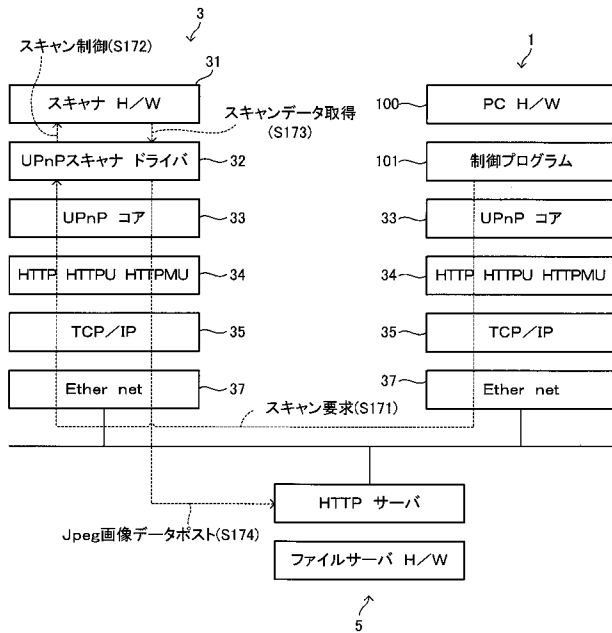 3
スキャン制御(S172)
31
スキャナ H/W
スキャンデータ取得
(S173)
UPnPスキャナ ドライバ
32
UPnP コア
33
HTTP HTTPU HTTPMU
34
TCP/IP
35
Ether net
37
1
100
PC H/W
101
制御プログラム
33
UPnP コア
34
HTTP HTTPU HTTPMU
35
TCP/IP
37
Ether net
スキャン要求(S171)
HTTP サーバ
Jpeg画像データポスト(S174)
ファイルサーバ H/W
5